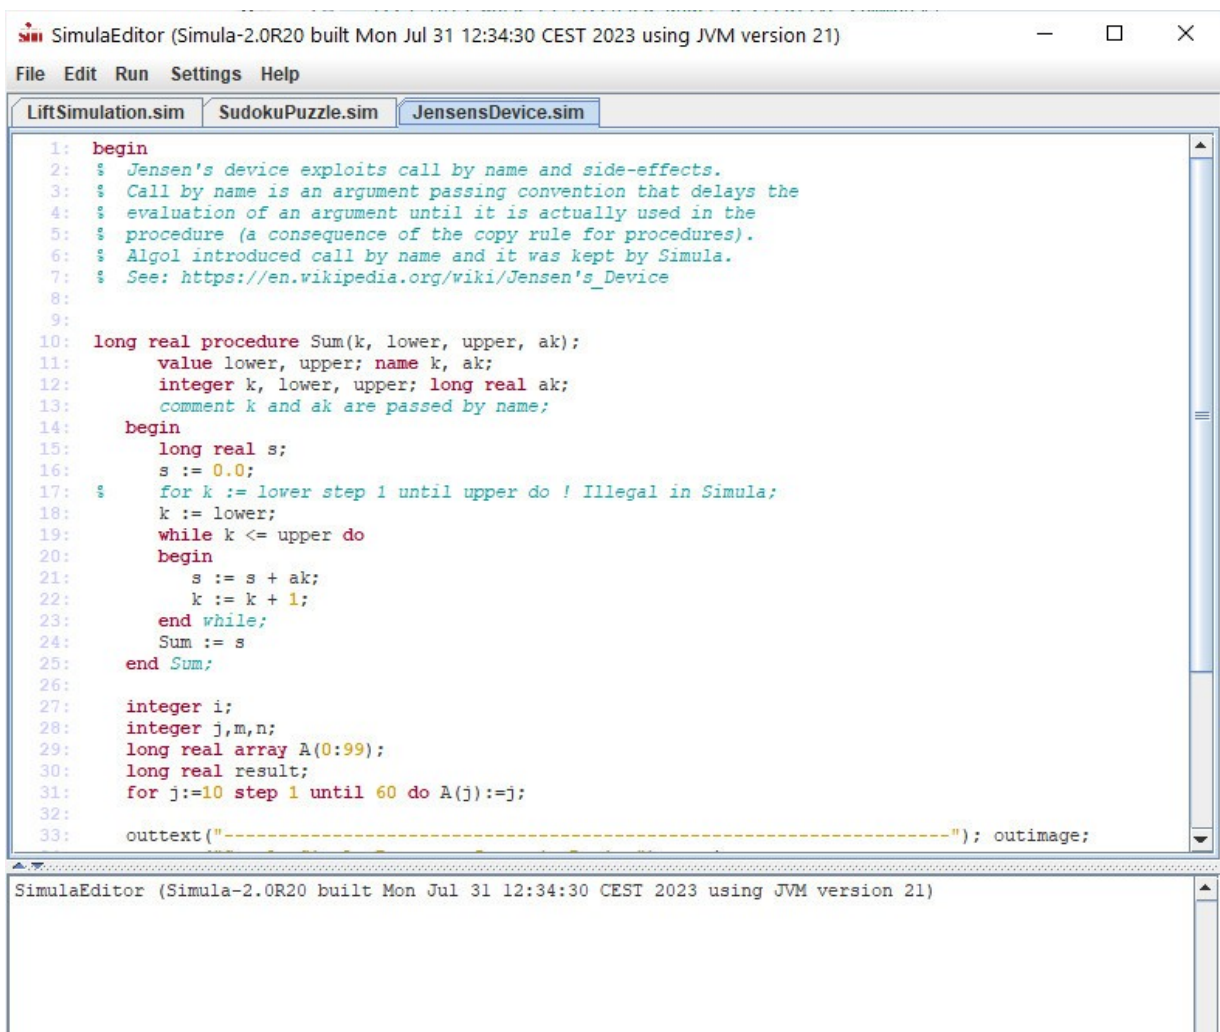 SimulaEditor (Simula-2.0R20 built Mon Jul 31 12:34:30 CEST 2023 using JVM version 21)
File Edit Run Settings Help
LiftSimulation.sim SudokuPuzzle.sim JensensDevice.sim
1: begin
2: % Jensen's device exploits call by name and side-effects.
3: % Call by name is an argument passing convention that delays the
4: % evaluation of an argument until it is actually used in the
5: % procedure (a consequence of the copy rule for procedures).
6: % Algol introduced call by name and it was kept by Simula.
7: % See: https://en.wikipedia.org/wiki/Jensen's_Device
8:
9:
10: long real procedure Sum(k, lower, upper, ak);
11: value lower, upper; name k, ak;
12: integer k, lower, upper; long real ak;
13: comment k and ak are passed by name;
14: begin
15: long real s;
16: s := 0.0;
17: % for k := lower step 1 until upper do ! Illegal in Simula;
18: k := lower;
19: while k <= upper do
20: begin
21: s := s + ak;
22: k := k + 1;
23: end while;
24: Sum := s
25: end Sum;
26:
27: integer i;
28: integer j,m,n;
29: long real array A(0:99);
30: long real result;
31: for j:=10 step 1 until 60 do A(j):=j;
32:
33: outtext("-------------------------------------------------------------------"); outimage;
SimulaEditor (Simula-2.0R20 built Mon Jul 31 12:34:30 CEST 2023 using JVM version 21)